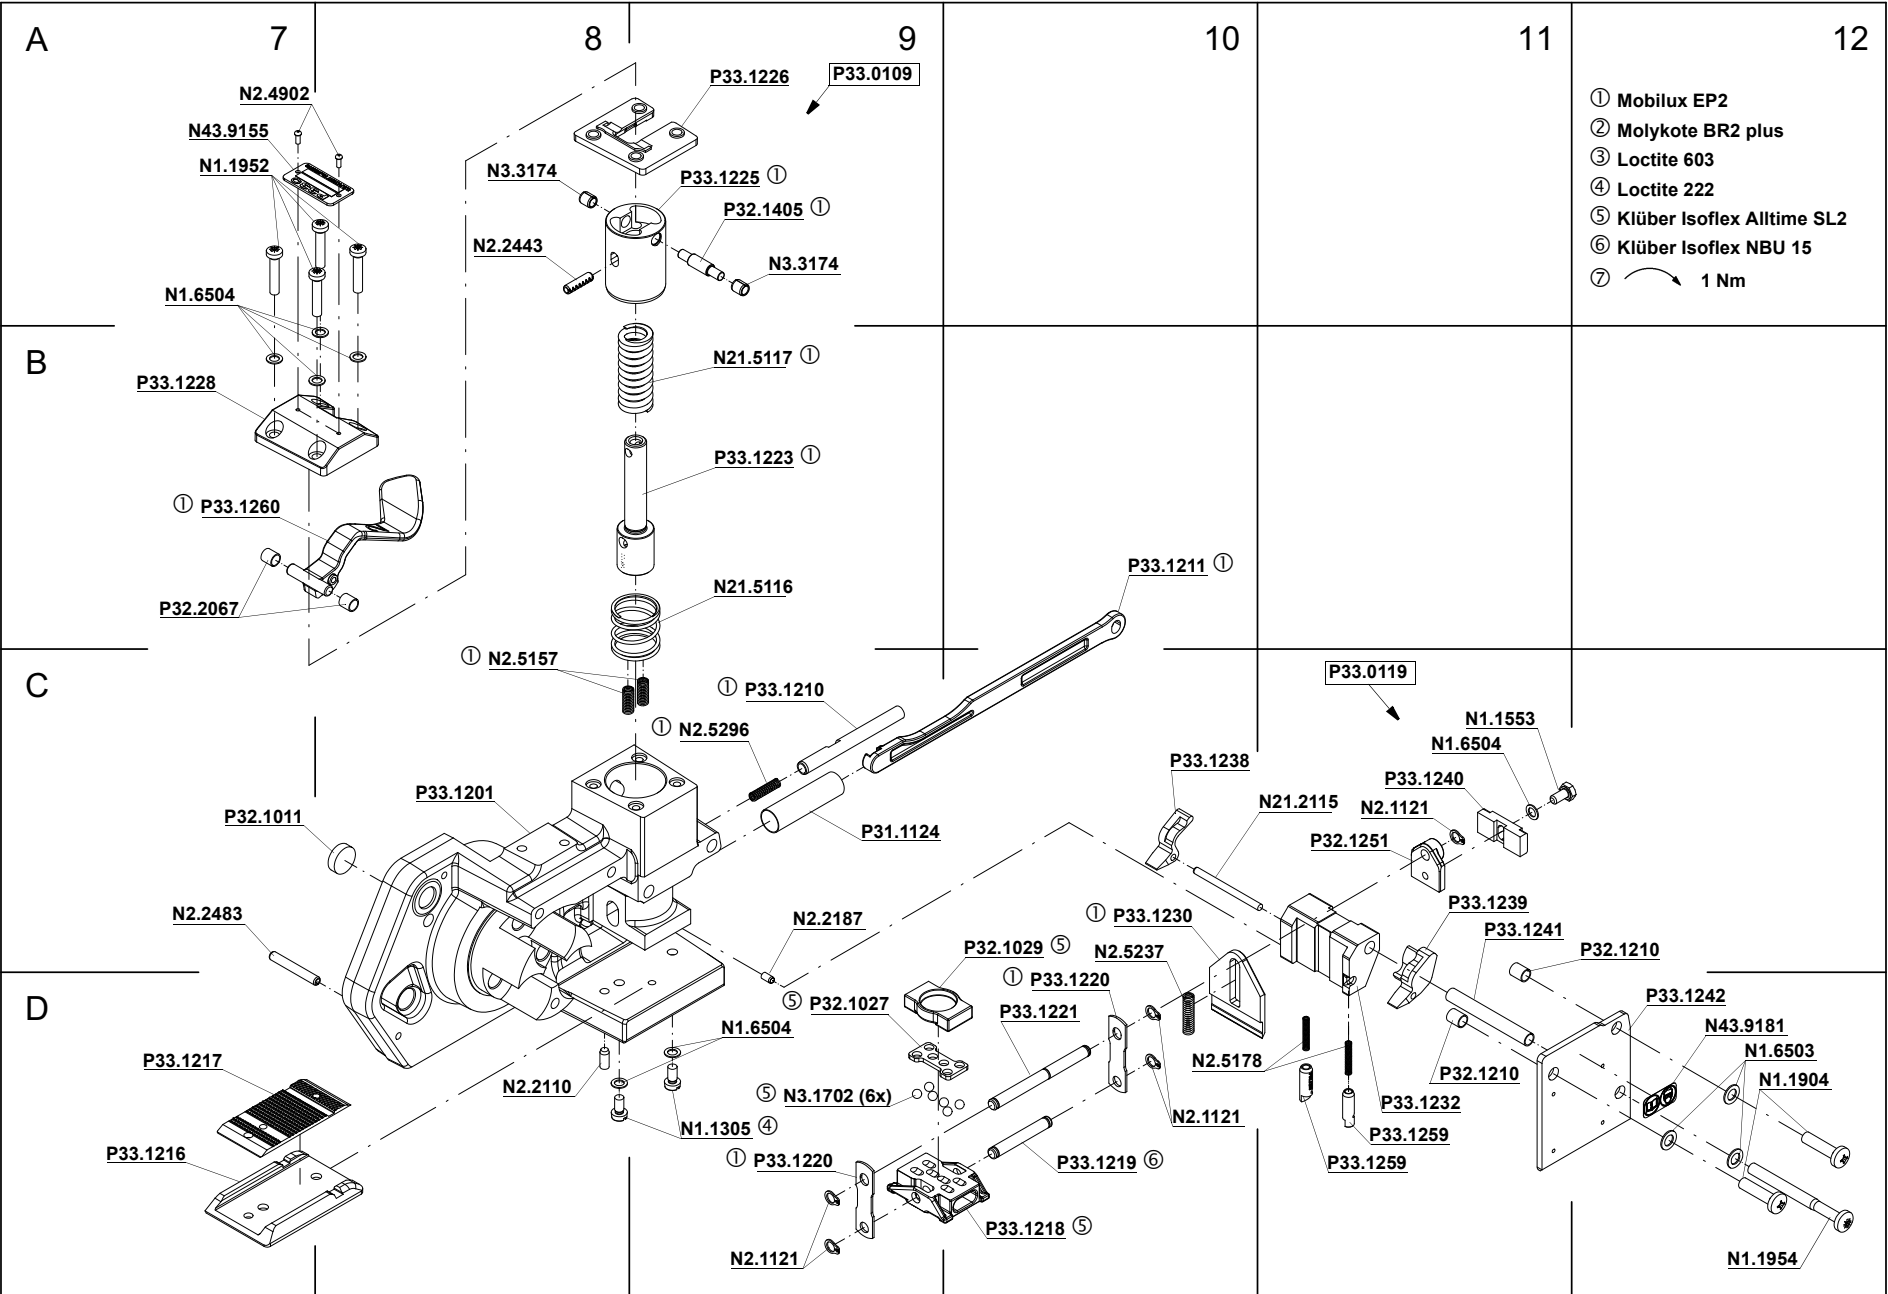 A
7
8
9
10
11
12
P33.1226
P33.0109
N2.4902
N43.9155
N1.1952
① Mobilux EP2
② Molykote BR2 plus
③ Loctite 603
④ Loctite 222
⑤ Klüber Isoflex Alltime SL2
⑥ Klüber Isoflex NBU 15
⑦ 1 Nm
N3.3174
P33.1225 ①
P32.1405 ①
N2.2443
N3.3174
N1.6504
B
N21.5117 ①
P33.1228
P33.1223 ①
① P33.1260
P33.1211 ①
N21.5116
P32.2067
C
① N2.5157
P33.0119
① P33.1210
N1.1553
① N2.5296
N1.6504
P33.1238
P33.1240
P33.1201
N21.2115
N2.1121
P32.1011
P31.1124
P32.1251
P33.1239
N2.2483
N2.2187
① P33.1230
P33.1241
P32.1029 ⑤
N2.5237
P32.1210
D
① P33.1220
P33.1242
⑤ P32.1027
P33.1221
N43.9181
N1.6504
P33.1217
N2.5178
N1.6503
N2.2110
P32.1210
N1.1904
⑤ N3.1702 (6x)
P33.1232
N2.1121
N1.1305 ④
P33.1259
P33.1216
① P33.1220
P33.1219 ⑥
P33.1259
P33.1218 ⑤
N2.1121
N1.1954